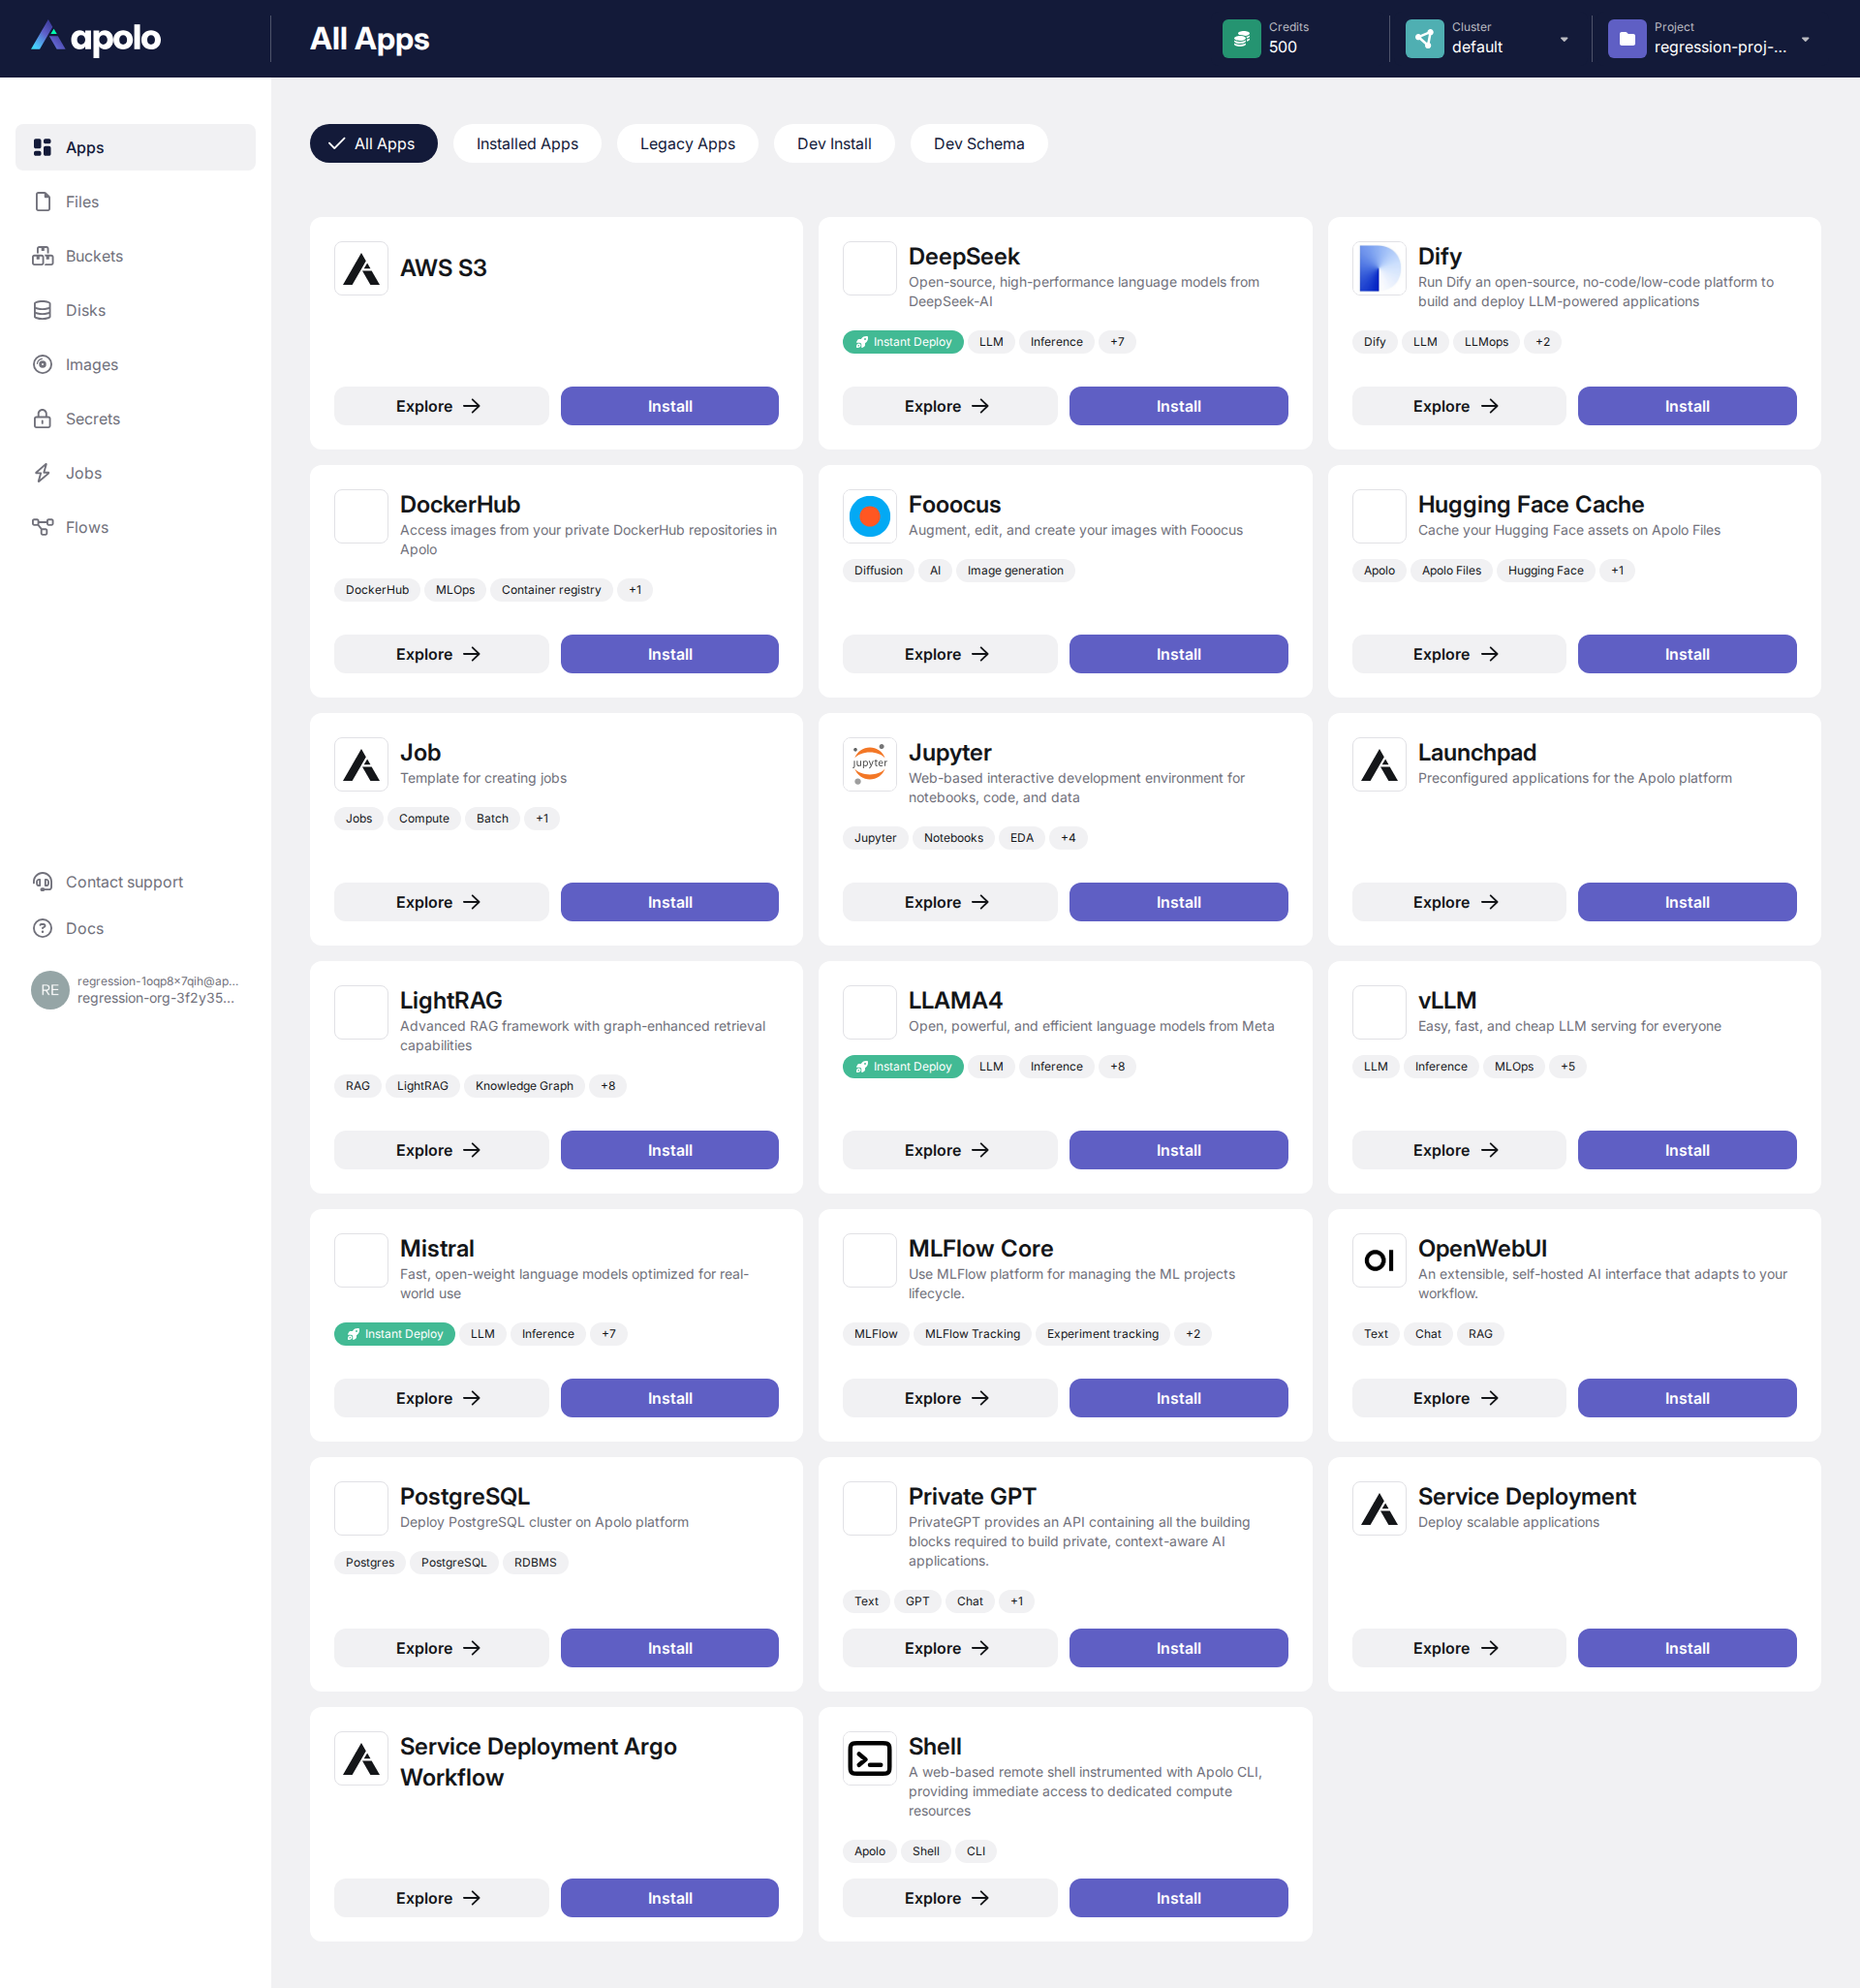 apolo
All Apps
Credits
500
Cluster
default
Project
regression-proj-...
Apps
Files
Buckets
Disks
Images
Secrets
Jobs
Flows
Contact support
Docs
RE
regression-1oqp8x7qih@ap...
regression-org-3f2y35...
All Apps
Installed Apps
Legacy Apps
Dev Install
Dev Schema
AWS S3
Explore
Install
DeepSeek
Open-source, high-performance language models from
DeepSeek-AI
Instant Deploy LLM Inference +7
Explore
Install
Dify
Run Dify an open-source, no-code/low-code platform to
build and deploy LLM-powered applications
Dify LLM LLMops +2
Explore
Install
DockerHub
Access images from your private DockerHub repositories in
Apolo
DockerHub MLOps Container registry +1
Explore
Install
Fooocus
Augment, edit, and create your images with Fooocus
Diffusion AI Image generation
Explore
Install
Hugging Face Cache
Cache your Hugging Face assets on Apolo Files
Apolo Apolo Files Hugging Face +1
Explore
Install
Job
Template for creating jobs
Jobs Compute Batch +1
Explore
Install
jupyter
Jupyter
Web-based interactive development environment for
notebooks, code, and data
Jupyter Notebooks EDA +4
Explore
Install
Launchpad
Preconfigured applications for the Apolo platform
Explore
Install
LightRAG
Advanced RAG framework with graph-enhanced retrieval
capabilities
RAG LightRAG Knowledge Graph +8
Explore
Install
LLAMA4
Open, powerful, and efficient language models from Meta
Instant Deploy LLM Inference +8
Explore
Install
vLLM
Easy, fast, and cheap LLM serving for everyone
LLM Inference MLOps +5
Explore
Install
Mistral
Fast, open-weight language models optimized for real-
world use
Instant Deploy LLM Inference +7
Explore
Install
MLFlow Core
Use MLFlow platform for managing the ML projects
lifecycle.
MLFlow MLFlow Tracking Experiment tracking +2
Explore
Install
OI
OpenWebUI
An extensible, self-hosted AI interface that adapts to your
workflow.
Text Chat RAG
Explore
Install
PostgreSQL
Deploy PostgreSQL cluster on Apolo platform
Postgres PostgreSQL RDBMS
Explore
Install
Private GPT
PrivateGPT provides an API containing all the building
blocks required to build private, context-aware AI
applications.
Text GPT Chat +1
Explore
Install
Service Deployment
Deploy scalable applications
Explore
Install
Service Deployment Argo
Workflow
Explore
Install
Shell
A web-based remote shell instrumented with Apolo CLI,
providing immediate access to dedicated compute
resources
Apolo Shell CLI
Explore
Install